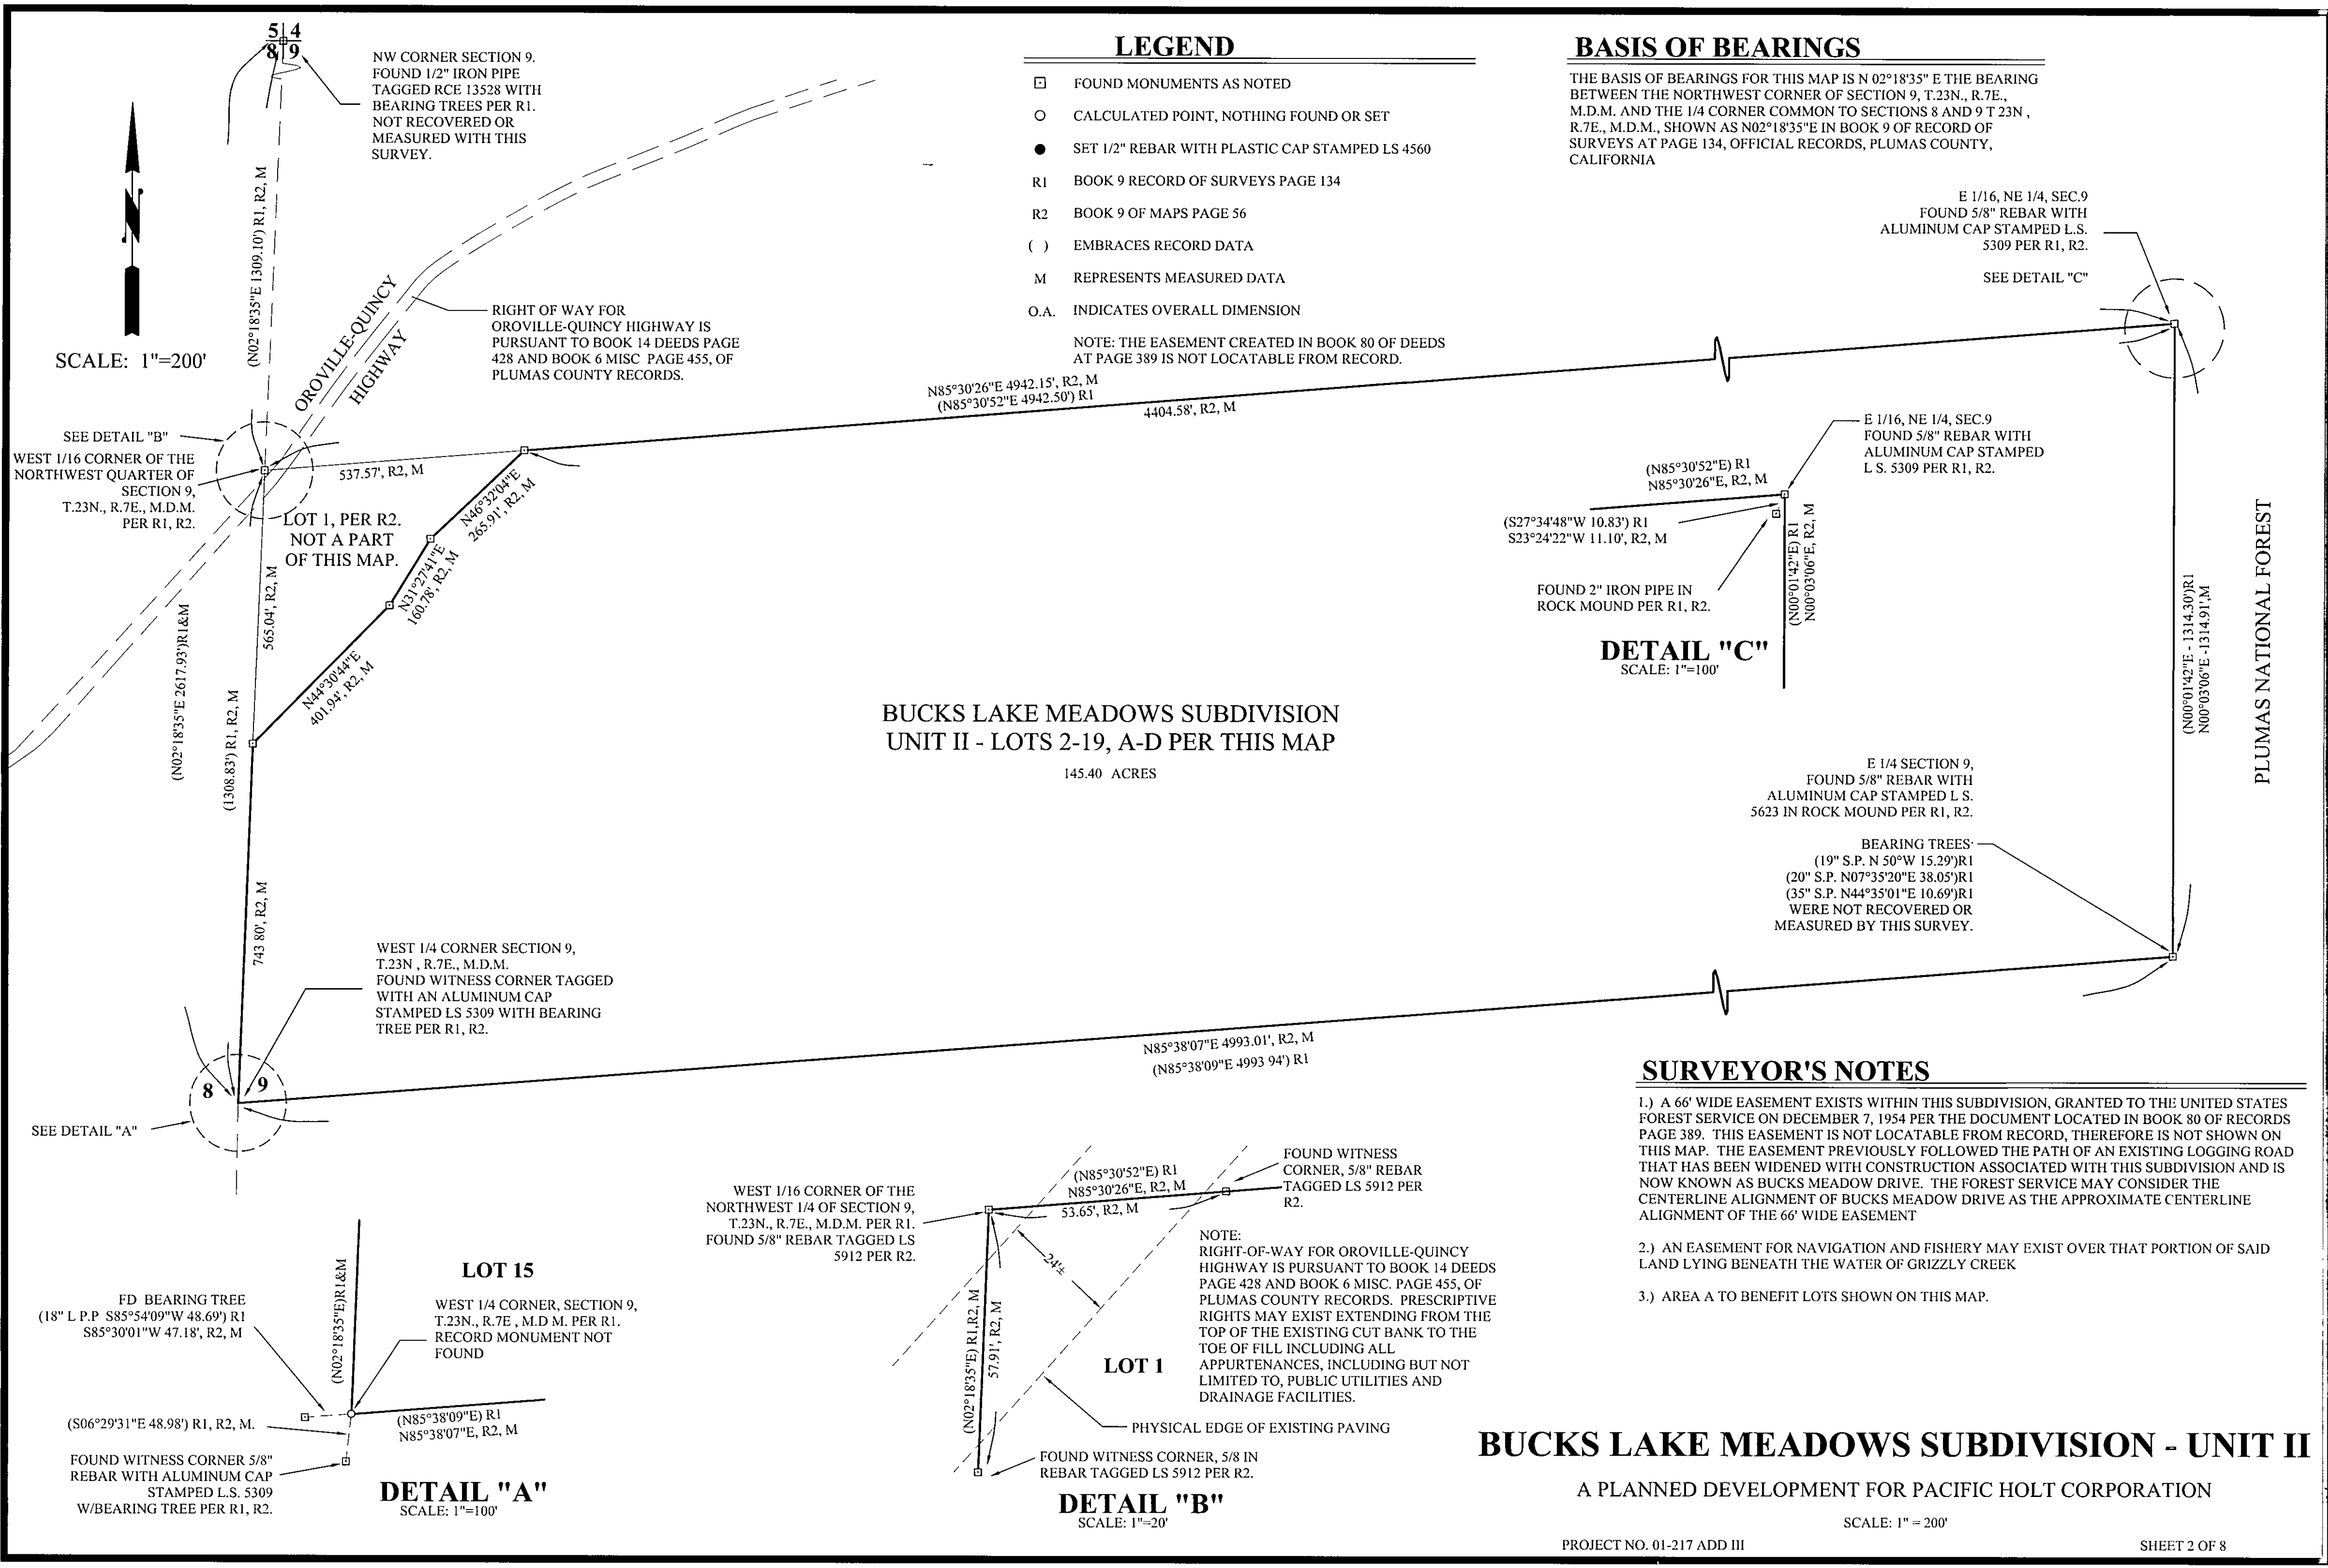 5 4
8 9
NW CORNER SECTION 9.
FOUND 1/2" IRON PIPE
TAGGED RCE 13528 WITH
BEARING TREES PER R1.
NOT RECOVERED OR
MEASURED WITH THIS
SURVEY.
N
SCALE: 1"=200'
(N02°18'35"E 1309.10') R1, R2, M
OROVILLE-QUINCY
HIGHWAY
RIGHT OF WAY FOR
OROVILLE-QUINCY HIGHWAY IS
PURSUANT TO BOOK 14 DEEDS PAGE
428 AND BOOK 6 MISC PAGE 455, OF
PLUMAS COUNTY RECORDS.
LEGEND
FOUND MONUMENTS AS NOTED
CALCULATED POINT, NOTHING FOUND OR SET
SET 1/2" REBAR WITH PLASTIC CAP STAMPED LS 4560
R1 BOOK 9 RECORD OF SURVEYS PAGE 134
R2 BOOK 9 OF MAPS PAGE 56
( ) EMBRACES RECORD DATA
M REPRESENTS MEASURED DATA
O.A. INDICATES OVERALL DIMENSION
NOTE: THE EASEMENT CREATED IN BOOK 80 OF DEEDS
AT PAGE 389 IS NOT LOCATABLE FROM RECORD.
BASIS OF BEARINGS
THE BASIS OF BEARINGS FOR THIS MAP IS N 02°18'35" E THE BEARING
BETWEEN THE NORTHWEST CORNER OF SECTION 9, T.23N., R.7E.,
M.D.M. AND THE 1/4 CORNER COMMON TO SECTIONS 8 AND 9 T 23N ,
R.7E., M.D.M., SHOWN AS N02°18'35"E IN BOOK 9 OF RECORD OF
SURVEYS AT PAGE 134, OFFICIAL RECORDS, PLUMAS COUNTY,
CALIFORNIA
E 1/16, NE 1/4, SEC.9
FOUND 5/8" REBAR WITH
ALUMINUM CAP STAMPED L.S.
5309 PER R1, R2.
SEE DETAIL "C"
N85°30'26"E 4942.15', R2, M
(N85°30'52"E 4942.50') R1
4404.58', R2, M
SEE DETAIL "B"
WEST 1/16 CORNER OF THE
NORTHWEST QUARTER OF
SECTION 9,
T.23N., R.7E., M.D.M.
PER R1, R2.
537.57', R2, M
LOT 1, PER R2.
NOT A PART
OF THIS MAP.
N46°32'04"E
265.91', R2, M
N31°27'41"E
160.78', R2, M
N44°30'44"E
401.94', R2, M
565.04', R2, M
(N02°18'35"E 2617.93')R1&M
(1308.83') R1, R2, M
743 80', R2, M
E 1/16, NE 1/4, SEC.9
FOUND 5/8" REBAR WITH
ALUMINUM CAP STAMPED
L S. 5309 PER R1, R2.
(N85°30'52"E) R1
N85°30'26"E, R2, M
(S27°34'48"W 10.83') R1
S23°24'22"W 11.10', R2, M
(N00°01'42"E) R1
N00°03'06"E, R2, M
FOUND 2" IRON PIPE IN
ROCK MOUND PER R1, R2.
DETAIL "C"
SCALE: 1"=100'
(N00°01'42"E - 1314.30')R1
N00°03'06"E -1314.91',M
PLUMAS NATIONAL FOREST
BUCKS LAKE MEADOWS SUBDIVISION
UNIT II - LOTS 2-19, A-D PER THIS MAP
145.40 ACRES
E 1/4 SECTION 9,
FOUND 5/8" REBAR WITH
ALUMINUM CAP STAMPED L S.
5623 IN ROCK MOUND PER R1, R2.
BEARING TREES
(19" S.P. N 50°W 15.29')R1
(20" S.P. N07°35'20"E 38.05')R1
(35" S.P. N44°35'01"E 10.69')R1
WERE NOT RECOVERED OR
MEASURED BY THIS SURVEY.
WEST 1/4 CORNER SECTION 9,
T.23N , R.7E., M.D.M.
FOUND WITNESS CORNER TAGGED
WITH AN ALUMINUM CAP
STAMPED LS 5309 WITH BEARING
TREE PER R1, R2.
8 9
SEE DETAIL "A"
N85°38'07"E 4993.01', R2, M
(N85°38'09"E 4993 94') R1
SURVEYOR'S NOTES
1.) A 66' WIDE EASEMENT EXISTS WITHIN THIS SUBDIVISION, GRANTED TO THE UNITED STATES
FOREST SERVICE ON DECEMBER 7, 1954 PER THE DOCUMENT LOCATED IN BOOK 80 OF RECORDS
PAGE 389. THIS EASEMENT IS NOT LOCATABLE FROM RECORD, THEREFORE IS NOT SHOWN ON
THIS MAP. THE EASEMENT PREVIOUSLY FOLLOWED THE PATH OF AN EXISTING LOGGING ROAD
THAT HAS BEEN WIDENED WITH CONSTRUCTION ASSOCIATED WITH THIS SUBDIVISION AND IS
NOW KNOWN AS BUCKS MEADOW DRIVE. THE FOREST SERVICE MAY CONSIDER THE
CENTERLINE ALIGNMENT OF BUCKS MEADOW DRIVE AS THE APPROXIMATE CENTERLINE
ALIGNMENT OF THE 66' WIDE EASEMENT
2.) AN EASEMENT FOR NAVIGATION AND FISHERY MAY EXIST OVER THAT PORTION OF SAID
LAND LYING BENEATH THE WATER OF GRIZZLY CREEK
3.) AREA A TO BENEFIT LOTS SHOWN ON THIS MAP.
(N02°18'35"E)R1&M
LOT 15
WEST 1/4 CORNER, SECTION 9,
T.23N., R.7E , M.D M. PER R1.
RECORD MONUMENT NOT
FOUND
FD BEARING TREE
(18" L P.P S85°54'09"W 48.69') R1
S85°30'01"W 47.18', R2, M
(S06°29'31"E 48.98') R1, R2, M.
(N85°38'09"E) R1
N85°38'07"E, R2, M
FOUND WITNESS CORNER 5/8"
REBAR WITH ALUMINUM CAP
STAMPED L.S. 5309
W/BEARING TREE PER R1, R2.
DETAIL "A"
SCALE: 1"=100'
WEST 1/16 CORNER OF THE
NORTHWEST 1/4 OF SECTION 9,
T.23N., R.7E., M.D.M. PER R1.
FOUND 5/8" REBAR TAGGED LS
5912 PER R2.
(N85°30'52"E) R1
N85°30'26"E, R2, M
53.65', R2, M
FOUND WITNESS
CORNER, 5/8" REBAR
TAGGED LS 5912 PER
R2.
24'±
(N02°18'35"E) R1,R2, M
57.91', R2, M
NOTE:
RIGHT-OF-WAY FOR OROVILLE-QUINCY
HIGHWAY IS PURSUANT TO BOOK 14 DEEDS
PAGE 428 AND BOOK 6 MISC. PAGE 455, OF
PLUMAS COUNTY RECORDS. PRESCRIPTIVE
RIGHTS MAY EXIST EXTENDING FROM THE
TOP OF THE EXISTING CUT BANK TO THE
TOE OF FILL INCLUDING ALL
APPURTENANCES, INCLUDING BUT NOT
LIMITED TO, PUBLIC UTILITIES AND
DRAINAGE FACILITIES.
LOT 1
PHYSICAL EDGE OF EXISTING PAVING
FOUND WITNESS CORNER, 5/8 IN
REBAR TAGGED LS 5912 PER R2.
DETAIL "B"
SCALE: 1"=20'
BUCKS LAKE MEADOWS SUBDIVISION - UNIT II
A PLANNED DEVELOPMENT FOR PACIFIC HOLT CORPORATION
SCALE: 1" = 200'
PROJECT NO. 01-217 ADD III
SHEET 2 OF 8